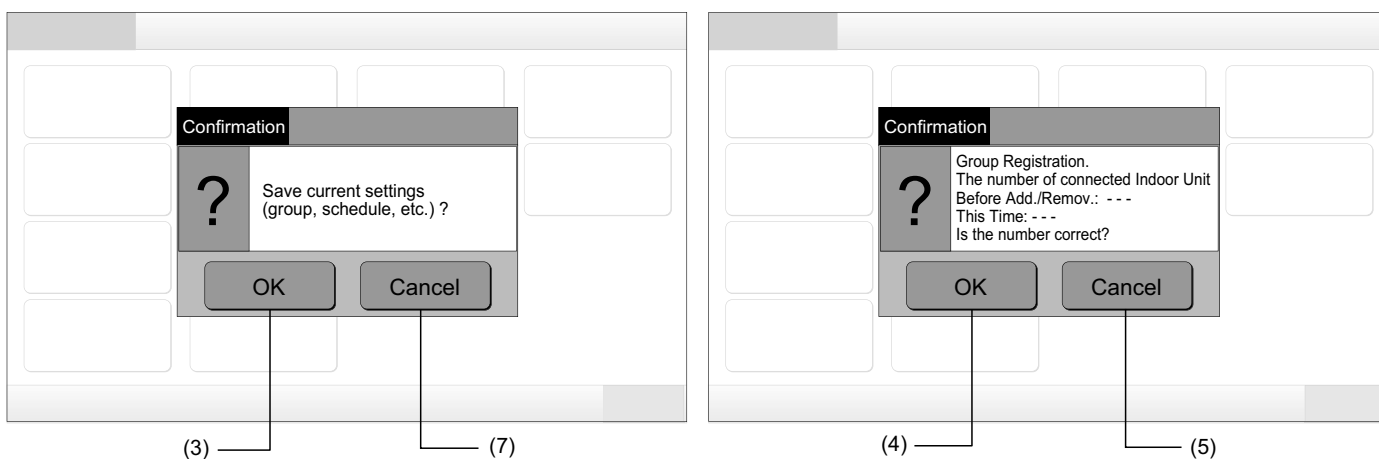 Confirmation
?
Save current settings
(group, schedule, etc.) ?
OK
Cancel
(3)
(7)
Confirmation
?
Group Registration.
The number of connected Indoor Unit
Before Add./Remov.: - - -
This Time: - - -
Is the number correct?
OK
Cancel
(4)
(5)